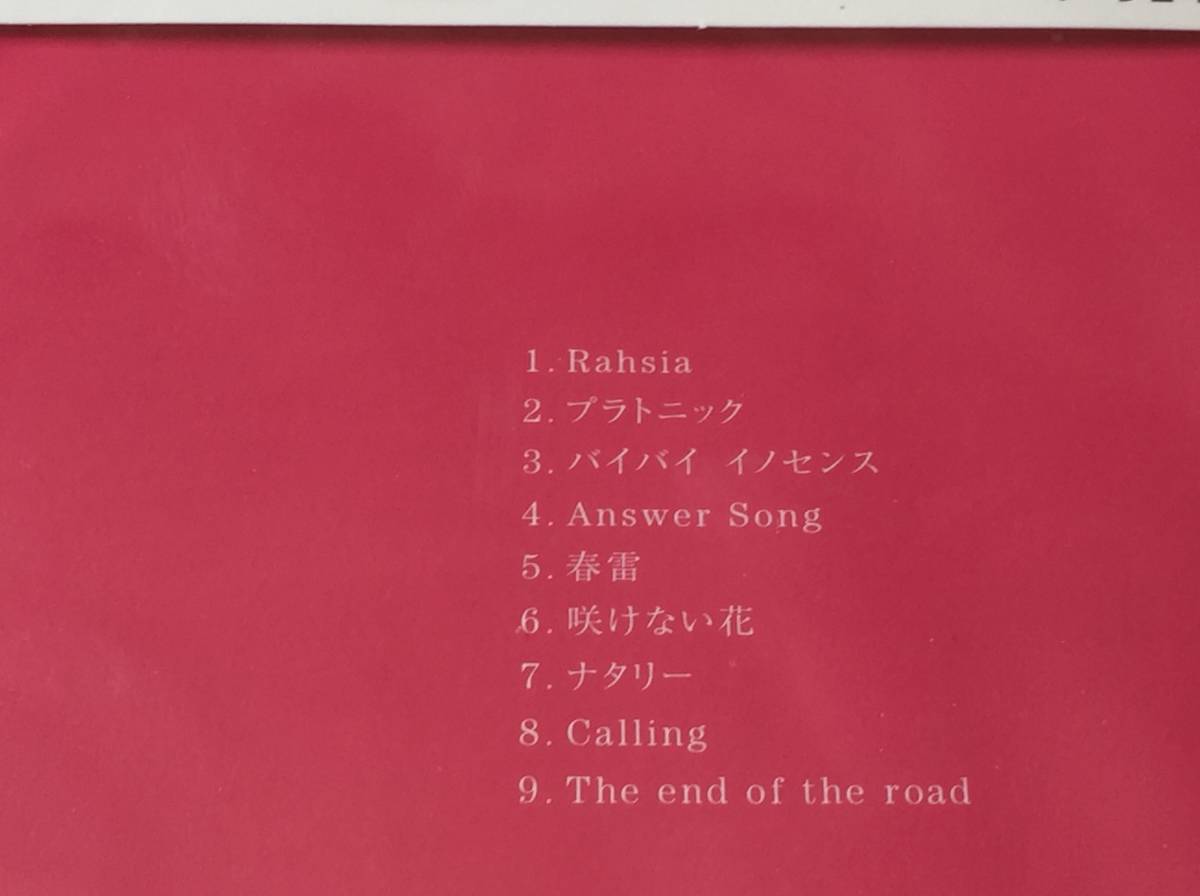 1. Rahsia
2. プラトニック
3. バイバイ イノセンス
4. Answer Song
5. 春雷
6. 咲けない花
7. ナタリー
8. Calling
9. The end of the road